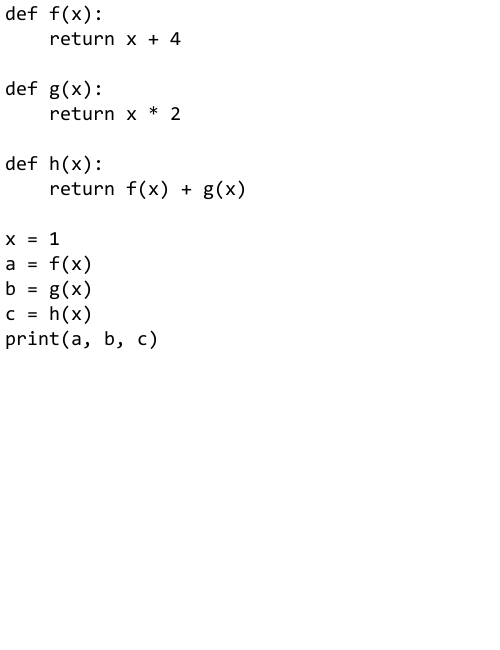 def f(x):
    return x + 4

def g(x):
    return x * 2

def h(x):
    return f(x) + g(x)

x = 1
a = f(x)
b = g(x)
c = h(x)
print(a, b, c)